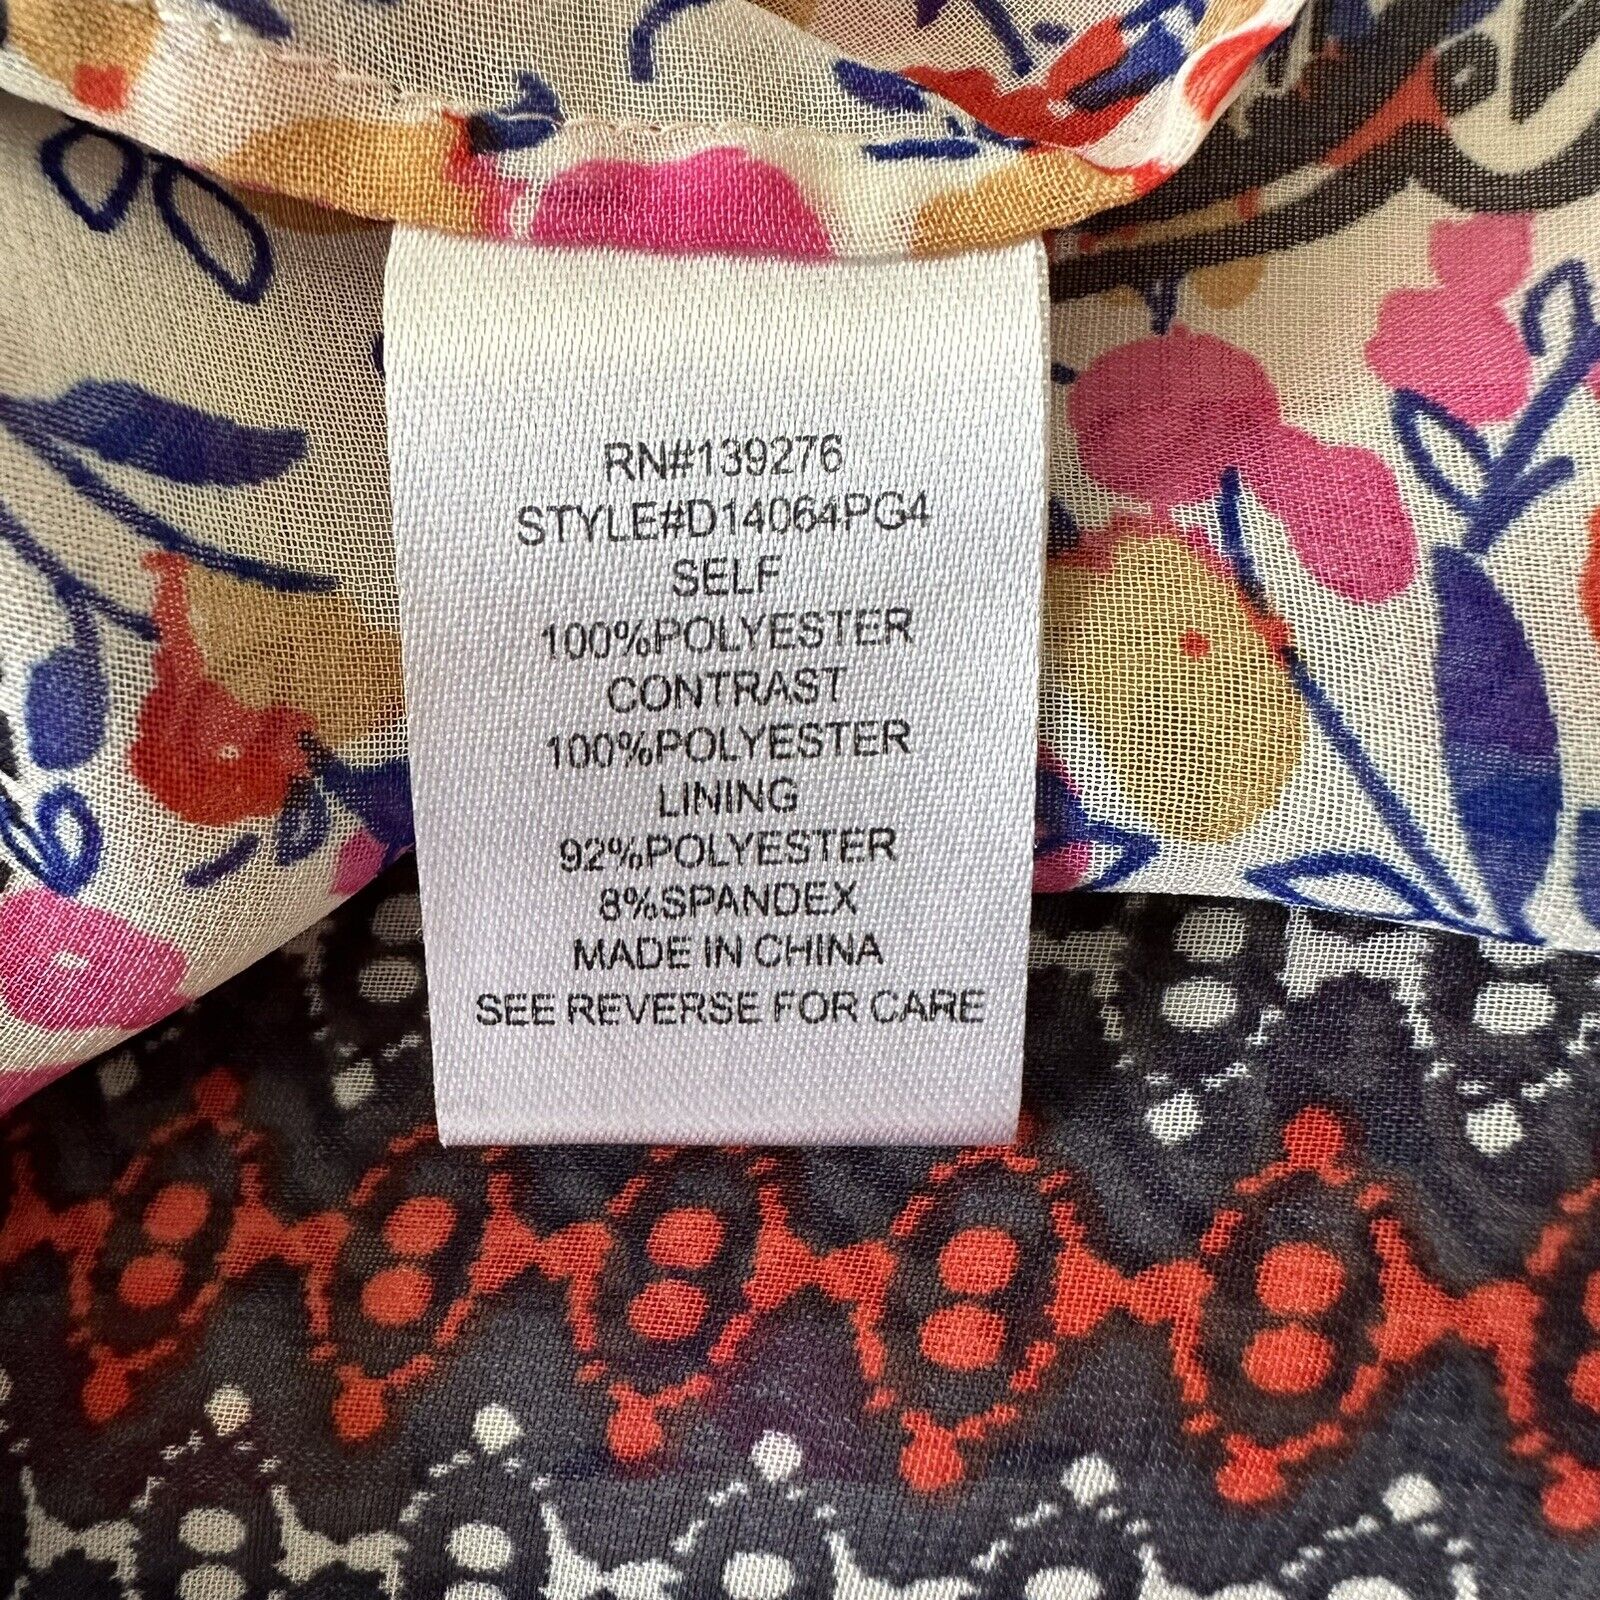 RN#139276
STYLE#D14064PG4
SELF
100%POLYESTER
CONTRAST
100%POLYESTER
LINING
92%POLYESTER
8%SPANDEX
MADE IN CHINA
SEE REVERSE FOR CARE